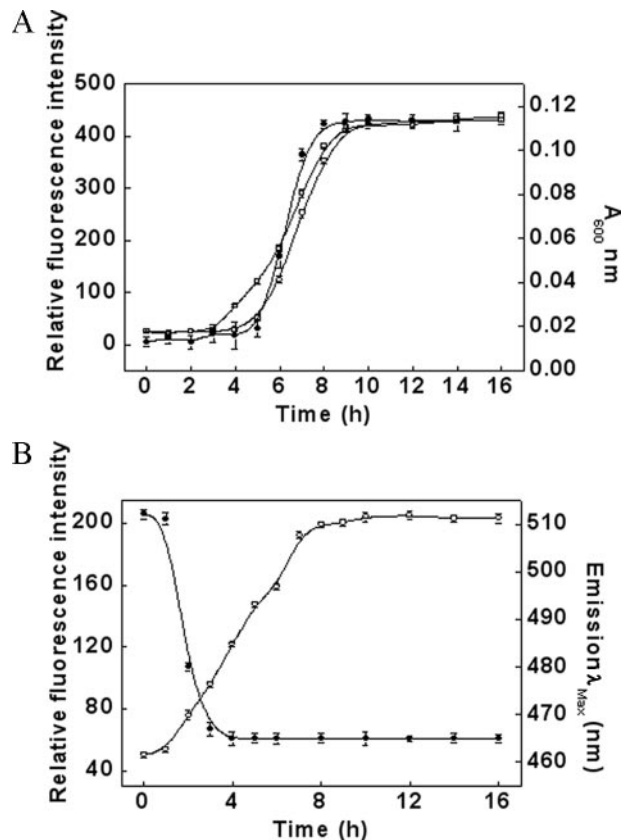 A
Relative fluorescence intensity
500
400
300
200
100
0
0.12
0.10
0.08
0.06
0.04
0.02
0.00
A600 nm
0 2 4 6 8 10 12 14 16
Time (h)
B
Relative fluorescence intensity
200
160
120
80
40
510
500
490
480
470
460
Emission λMax (nm)
0 4 8 12 16
Time (h)